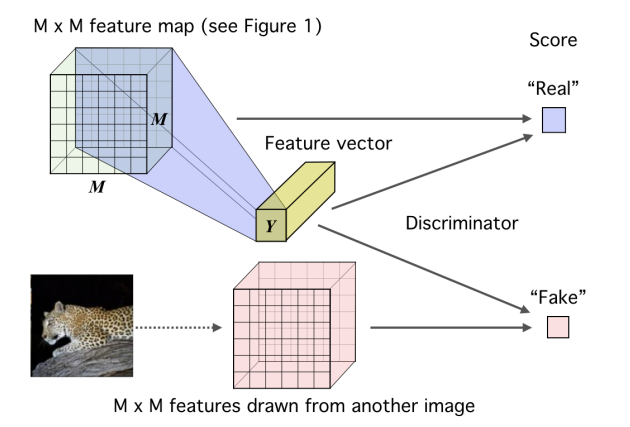 M x M feature map (see Figure 1)
Score
“Real”
M
Feature vector
M
Y
Discriminator
“Fake”
M x M features drawn from another image